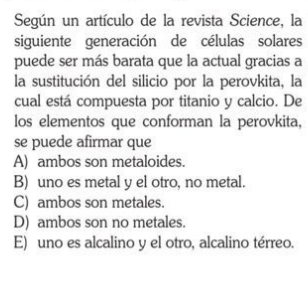 Según un artículo de la revista Science, la
siguiente generación de células solares
puede ser más barata que la actual gracias a
la sustitución del silicio por la perovkita, la
cual está compuesta por titanio y calcio. De
los elementos que conforman la perovkita,
se puede afirmar que
A) ambos son metaloides.
B) uno es metal y el otro, no metal.
C) ambos son metales.
D) ambos son no metales.
E) uno es alcalino y el otro, alcalino térreo.